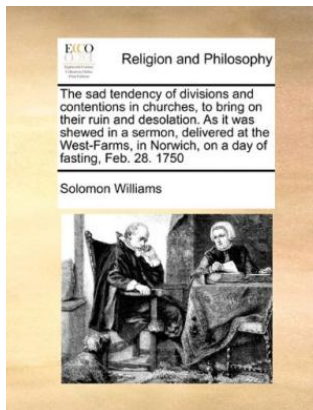 ECCO
Religion and Philosophy
The sad tendency of divisions and
contentions in churches, to bring on
their ruin and desolation. As it was
shewed in a sermon, delivered at the
West-Farms, in Norwich, on a day of
fasting, Feb. 28. 1750
Solomon Williams